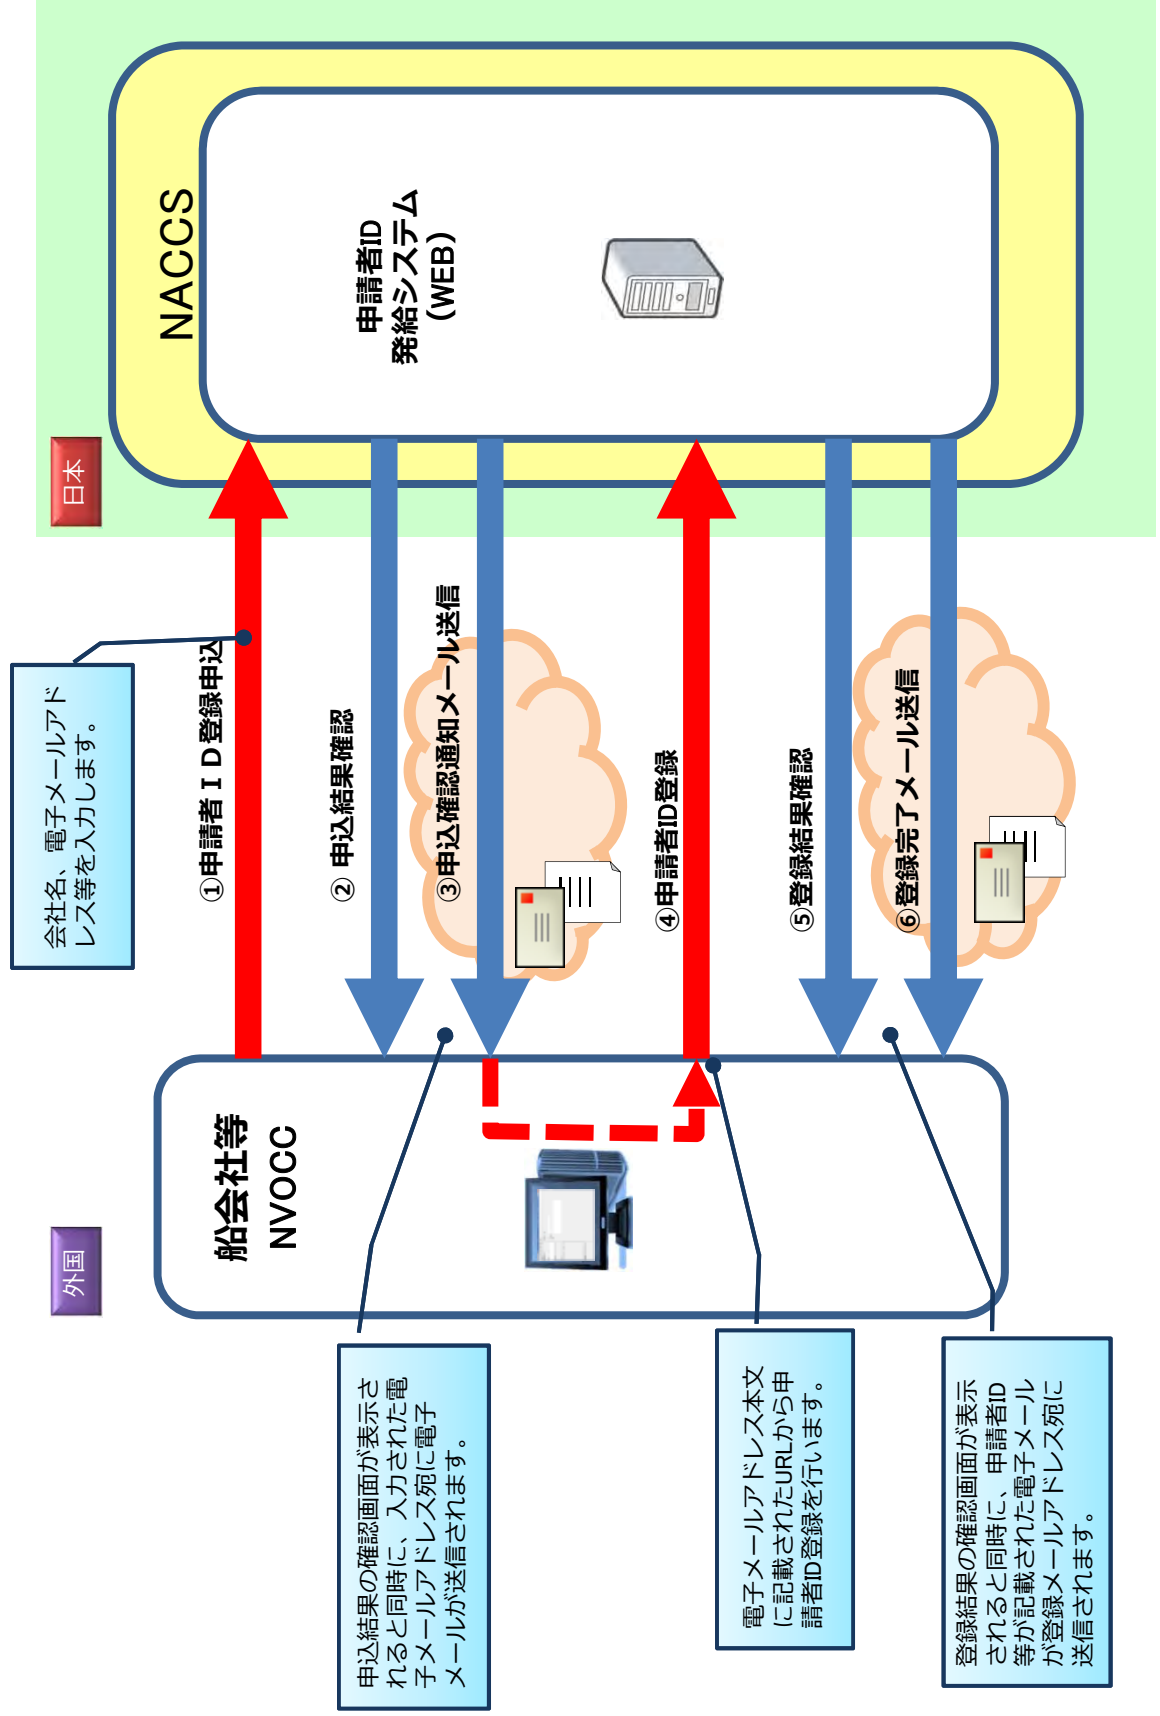 外国
日本
船会社等
NVOCC
NACCS
申請者ID
発給システム
（WEB）
会社名、電子メールアド
レス等を入力します。
①申請者ＩＤ登録申込
② 申込結果確認
③申込確認通知メール送信
④申請者ID登録
⑤登録結果確認
⑥登録完了メール送信
申込結果の確認画面が表示さ
れると同時に、入力された電
子メールアドレス宛に電子
メールが送信されます。
電子メールアドレス本文
に記載されたURLから申
請者ID登録を行います。
登録結果の確認画面が表示
されると同時に、申請者ID
等が記載された電子メール
が登録メールアドレス宛に
送信されます。